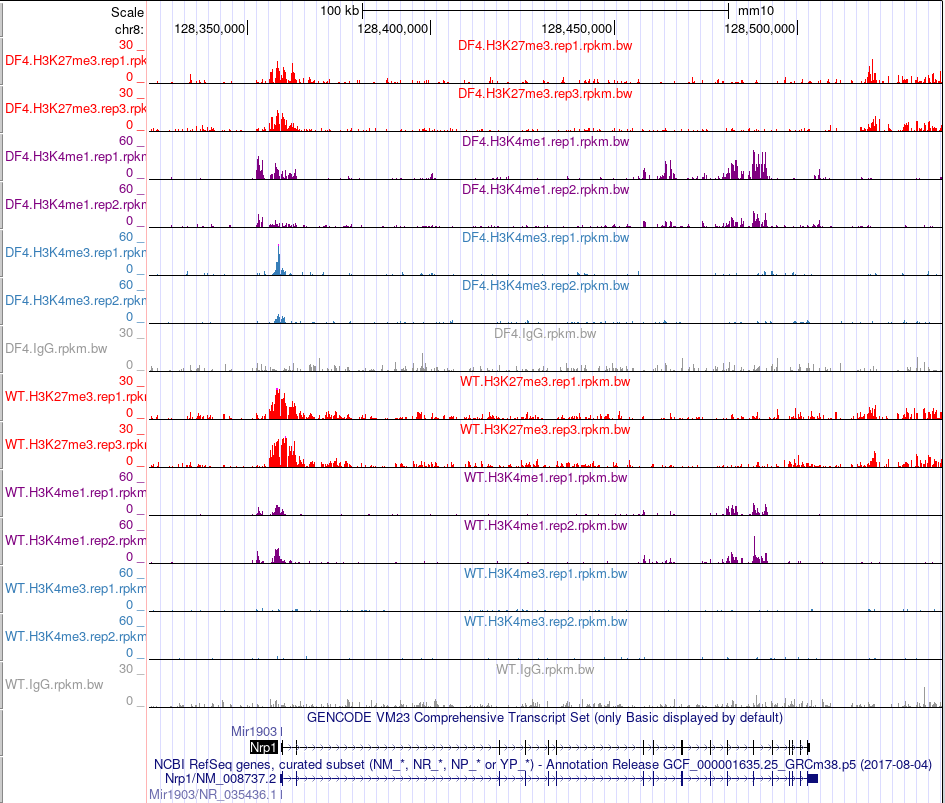 Scale 100 kb mm10
chr8: 128,350,000 128,400,000 128,450,000 128,500,000
30 _ DF4.H3K27me3.rep1.rpkm.bw
DF4.H3K27me3.rep1.rpk
0 _
30 _ DF4.H3K27me3.rep3.rpkm.bw
DF4.H3K27me3.rep3.rpk
0 _
60 _ DF4.H3K4me1.rep1.rpkm.bw
DF4.H3K4me1.rep1.rpkm
0 _
60 _ DF4.H3K4me1.rep2.rpkm.bw
DF4.H3K4me1.rep2.rpkm
0 _
60 _ DF4.H3K4me3.rep1.rpkm.bw
DF4.H3K4me3.rep1.rpkm
0 _
60 _ DF4.H3K4me3.rep2.rpkm.bw
DF4.H3K4me3.rep2.rpkm
0 _
30 _ DF4.IgG.rpkm.bw
DF4.IgG.rpkm.bw
0 _
30 _ WT.H3K27me3.rep1.rpkm.bw
WT.H3K27me3.rep1.rpk
0 _
30 _ WT.H3K27me3.rep3.rpkm.bw
WT.H3K27me3.rep3.rpk
0 _
60 _ WT.H3K4me1.rep1.rpkm.bw
WT.H3K4me1.rep1.rpkm
0 _
60 _ WT.H3K4me1.rep2.rpkm.bw
WT.H3K4me1.rep2.rpkm
0 _
60 _ WT.H3K4me3.rep1.rpkm.bw
WT.H3K4me3.rep1.rpkm
0 _
60 _ WT.H3K4me3.rep2.rpkm.bw
WT.H3K4me3.rep2.rpkm
0 _
30 _ WT.IgG.rpkm.bw
WT.IgG.rpkm.bw
0 _
GENCODE VM23 Comprehensive Transcript Set (only Basic displayed by default)
Mir1903
Nrp1
NCBI RefSeq genes, curated subset (NM_*, NR_*, NP_* or YP_*) - Annotation Release GCF_000001635.25_GRCm38.p5 (2017-08-04)
Nrp1/NM_008737.2
Mir1903/NR_035436.1